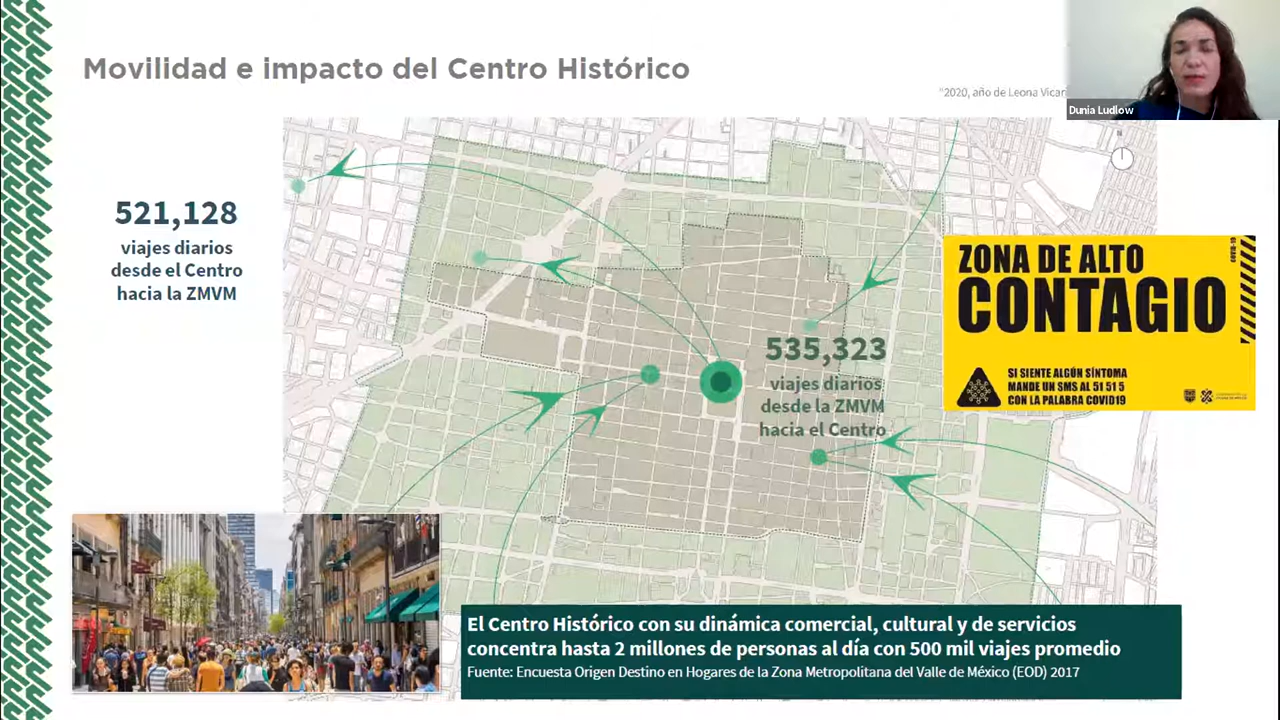 Movilidad e impacto del Centro Histórico
"2020, año de Leona Vicar
Dunia Ludlow
521,128
viajes diarios
desde el Centro
hacia la ZMVM
535,323
viajes diarios
desde la ZMVM
hacia el Centro
ZONA DE ALTO
CONTAGIO
SI SIENTE ALGÚN SÍNTOMA
MANDE UN SMS AL 51 51 5
CON LA PALABRA COVID19
El Centro Histórico con su dinámica comercial, cultural y de servicios
concentra hasta 2 millones de personas al día con 500 mil viajes promedio
Fuente: Encuesta Origen Destino en Hogares de la Zona Metropolitana del Valle de México (EOD) 2017